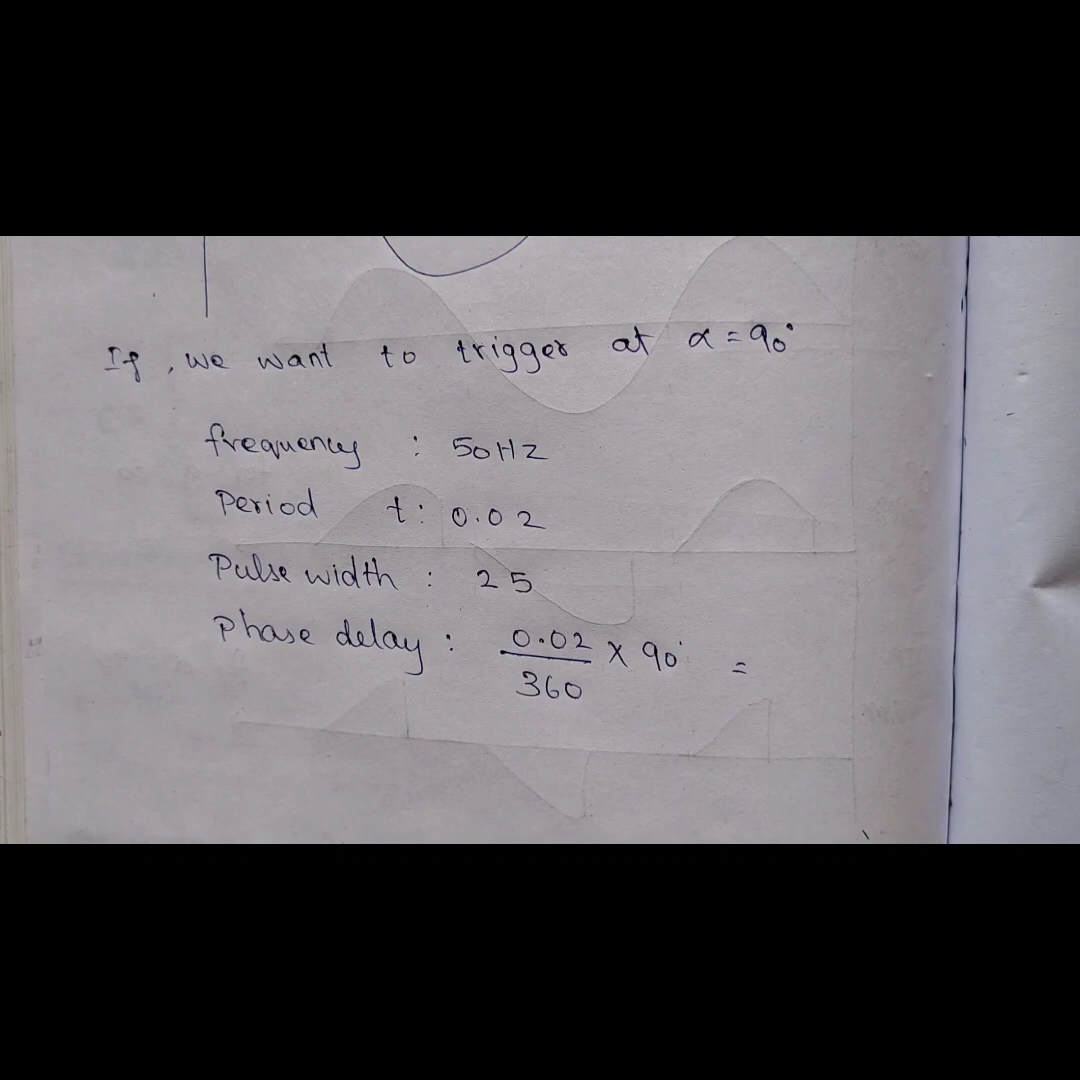 If, we want to trigger at α = 90°
frequency : 50Hz
Period t: 0.02
Pulse width : 25
Phase delay : 0.02/360 × 90° =